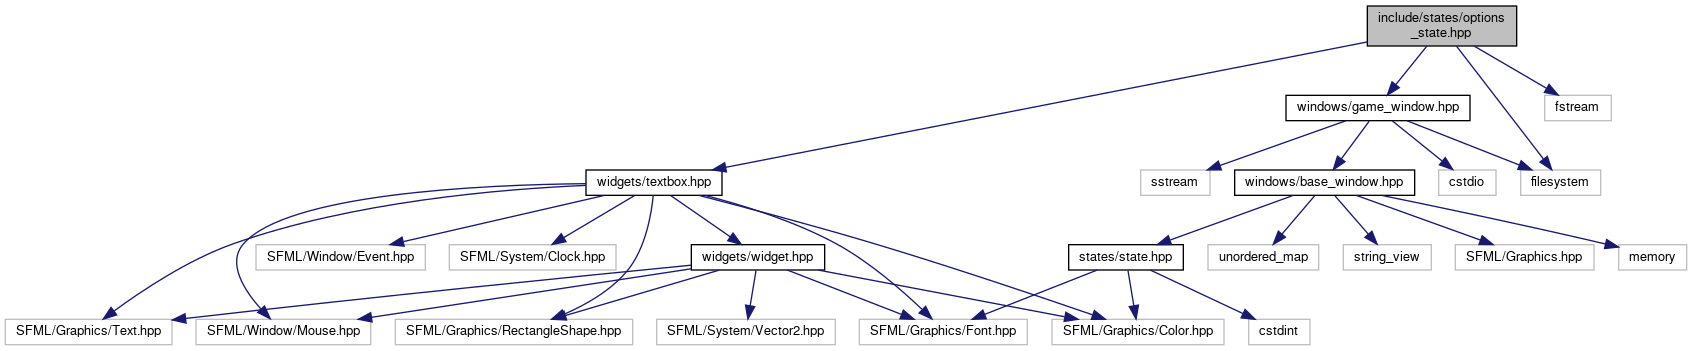 include/states/options
_state.hpp
windows/game_window.hpp
fstream
widgets/textbox.hpp
sstream
windows/base_window.hpp
cstdio
filesystem
SFML/Window/Event.hpp
SFML/System/Clock.hpp
widgets/widget.hpp
states/state.hpp
unordered_map
string_view
SFML/Graphics.hpp
memory
SFML/Graphics/Text.hpp
SFML/Window/Mouse.hpp
SFML/Graphics/RectangleShape.hpp
SFML/System/Vector2.hpp
SFML/Graphics/Font.hpp
SFML/Graphics/Color.hpp
cstdint